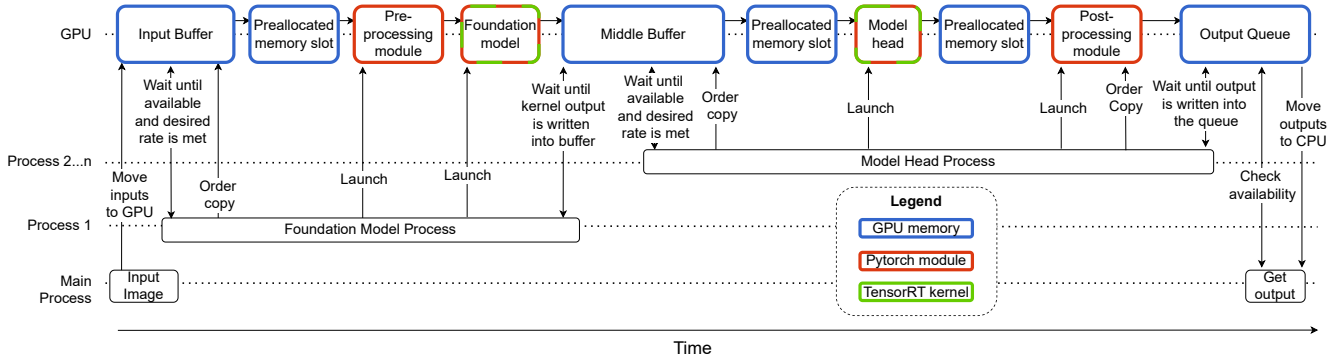 GPU
Input Buffer
Preallocated
memory slot
Pre-
processing
module
Foundation
model
Middle Buffer
Preallocated
memory slot
Model
head
Preallocated
memory slot
Post-
processing
module
Output Queue
Wait until
available
and desired
rate is met
Wait until
kernel output
is written
into buffer
Wait until
available
and desired
rate is met
Order
copy
Launch
Launch
Order
Copy
Wait until output
is written into
the queue
Move
outputs
to CPU
Process 2...n
Model Head Process
Move
inputs
to GPU
Order
copy
Launch
Launch
Check
availability
Process 1
Foundation Model Process
Legend
GPU memory
Pytorch module
TensorRT kernel
Main
Process
Input
Image
Get
output
Time